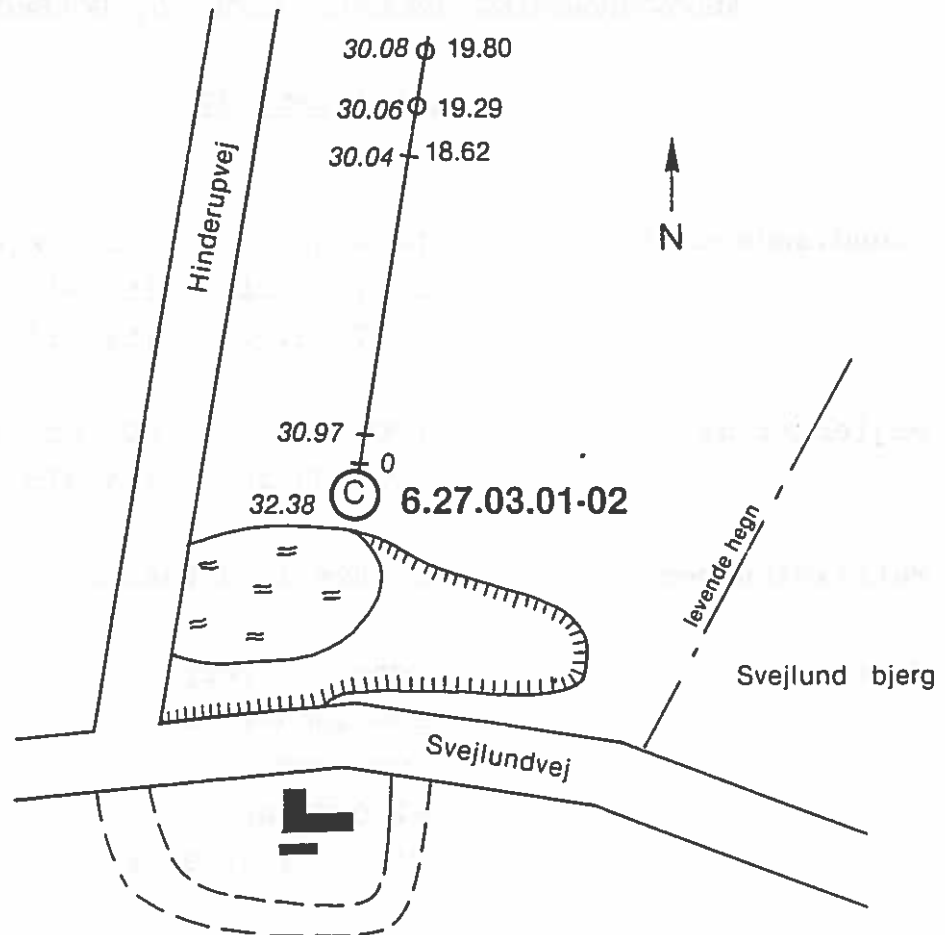 30.08 19.80
30.06 19.29
30.04 18.62
Hinderupvej
N
30.97
0
C
32.38 6.27.03.01-02
levende hegn
Svejlund bjerg
Svejlundvej